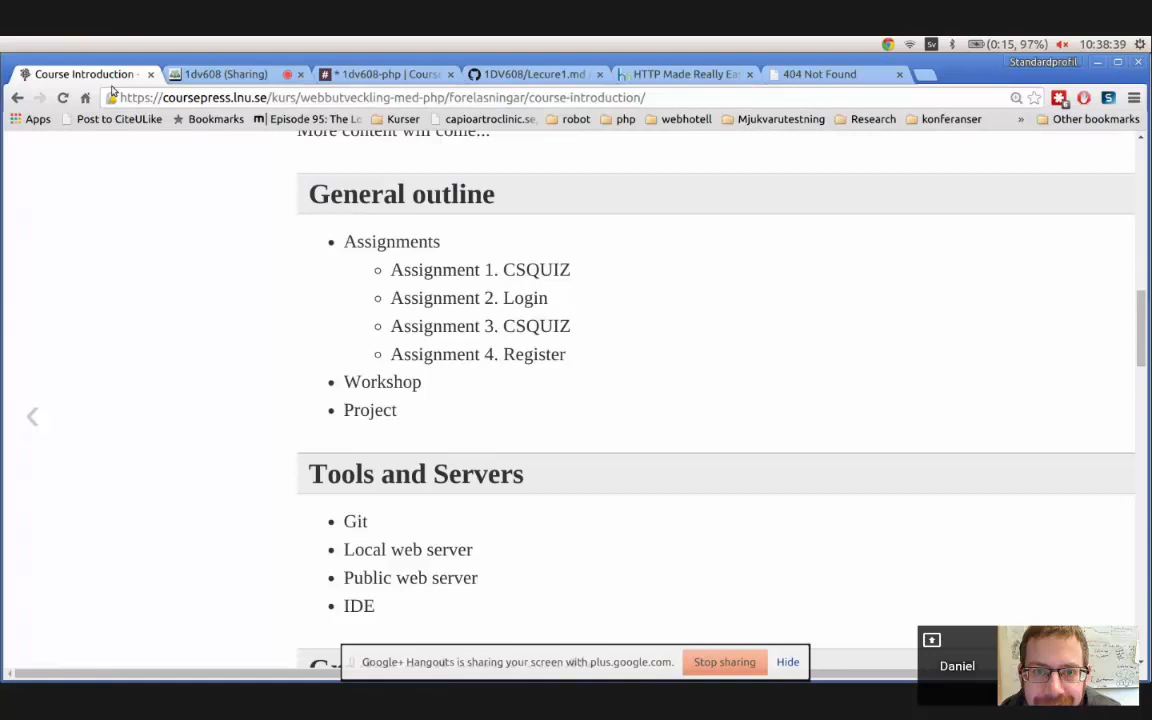 Sv (0:15, 97%) 10:38:39
Course Introduction - × 1dv608 (Sharing) × * 1dv608-php | Cours × 1DV608/Lecure1.md × HTTP Made Really Ea × 404 Not Found × Standardprofil
https://coursepress.lnu.se/kurs/webbutveckling-med-php/forelasningar/course-introduction/
Apps Post to CiteULike Bookmarks Episode 95: The Lo Kurser capioartroclinic.se, robot php webhotell Mjukvarutestning Research konferanser » Other bookmarks
More content will come...
General outline
• Assignments
◦ Assignment 1. CSQUIZ
◦ Assignment 2. Login
◦ Assignment 3. CSQUIZ
◦ Assignment 4. Register
• Workshop
• Project
Tools and Servers
• Git
• Local web server
• Public web server
• IDE
Google+ Hangouts is sharing your screen with plus.google.com. Stop sharing Hide
Daniel